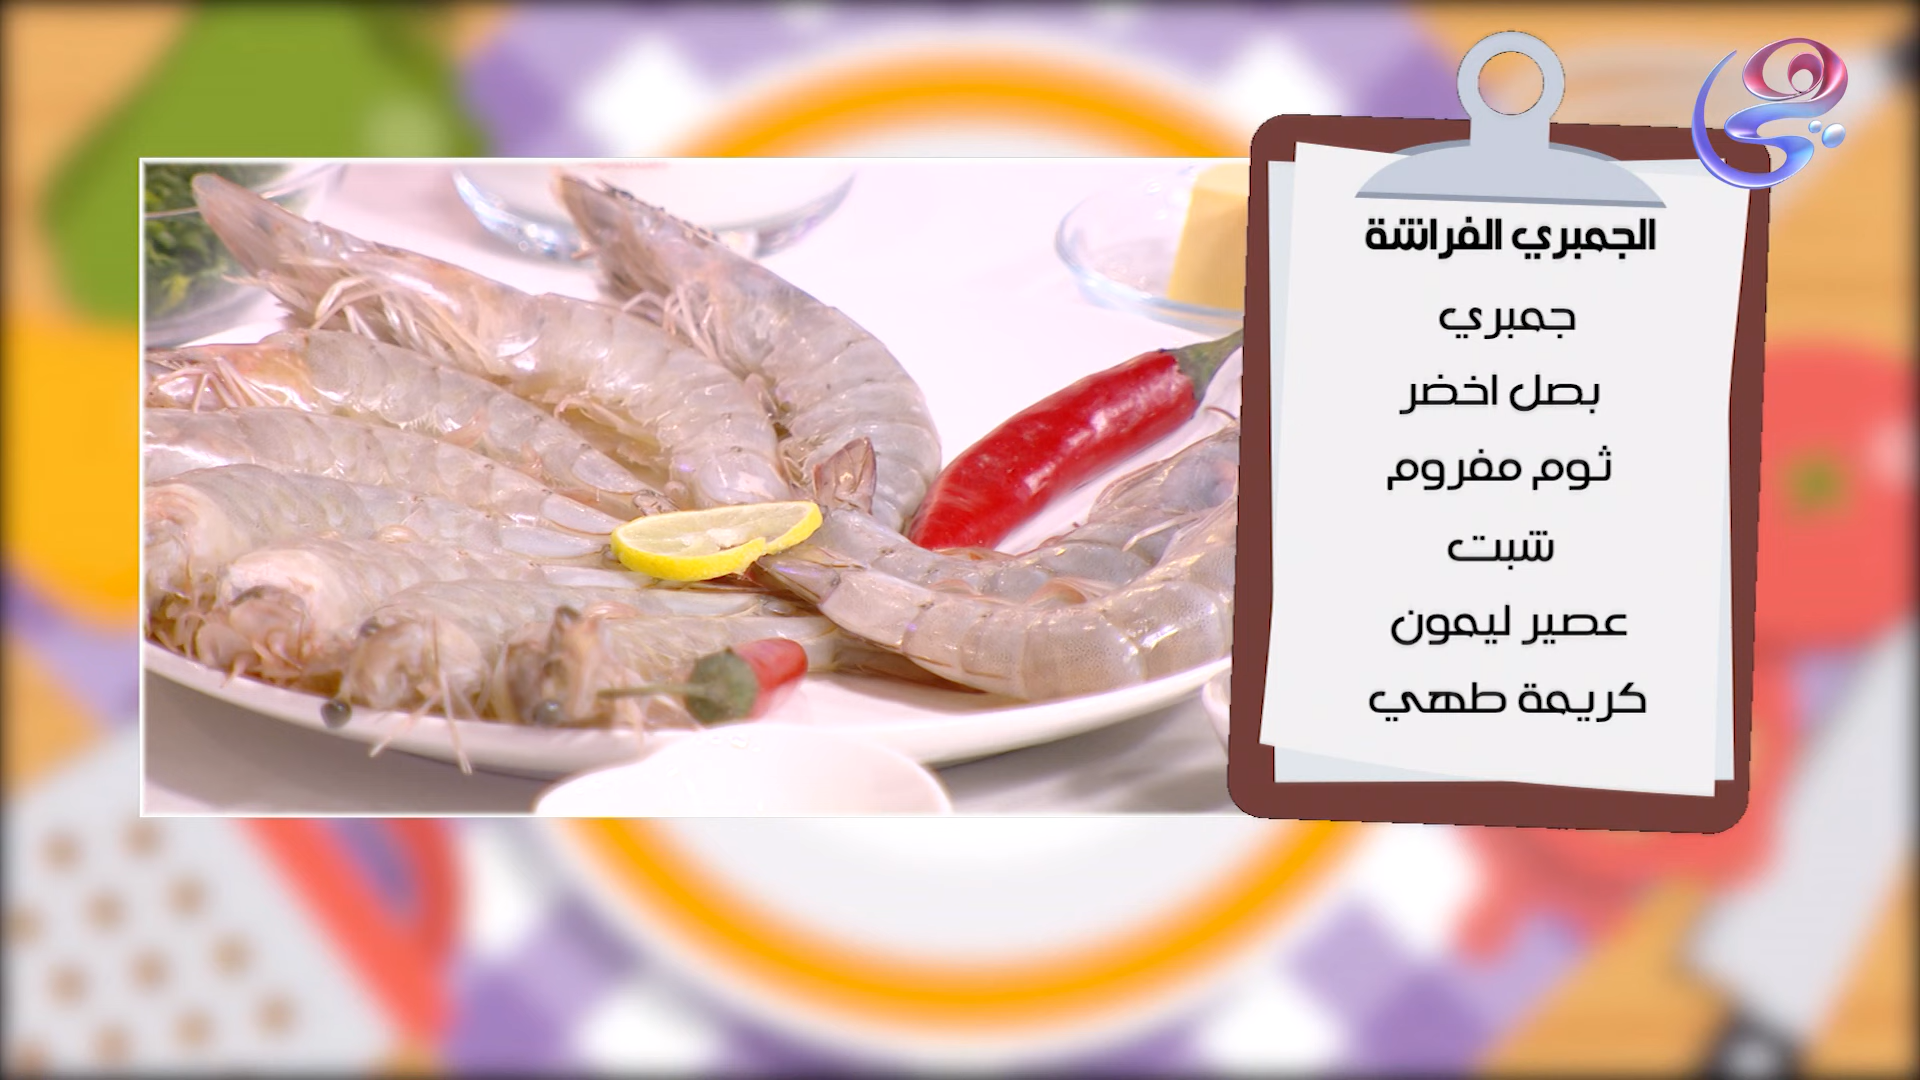 الجمبري الفراشة
جمبري
بصل اخضر
ثوم مفروم
شبت
عصير ليمون
كريمة طهي